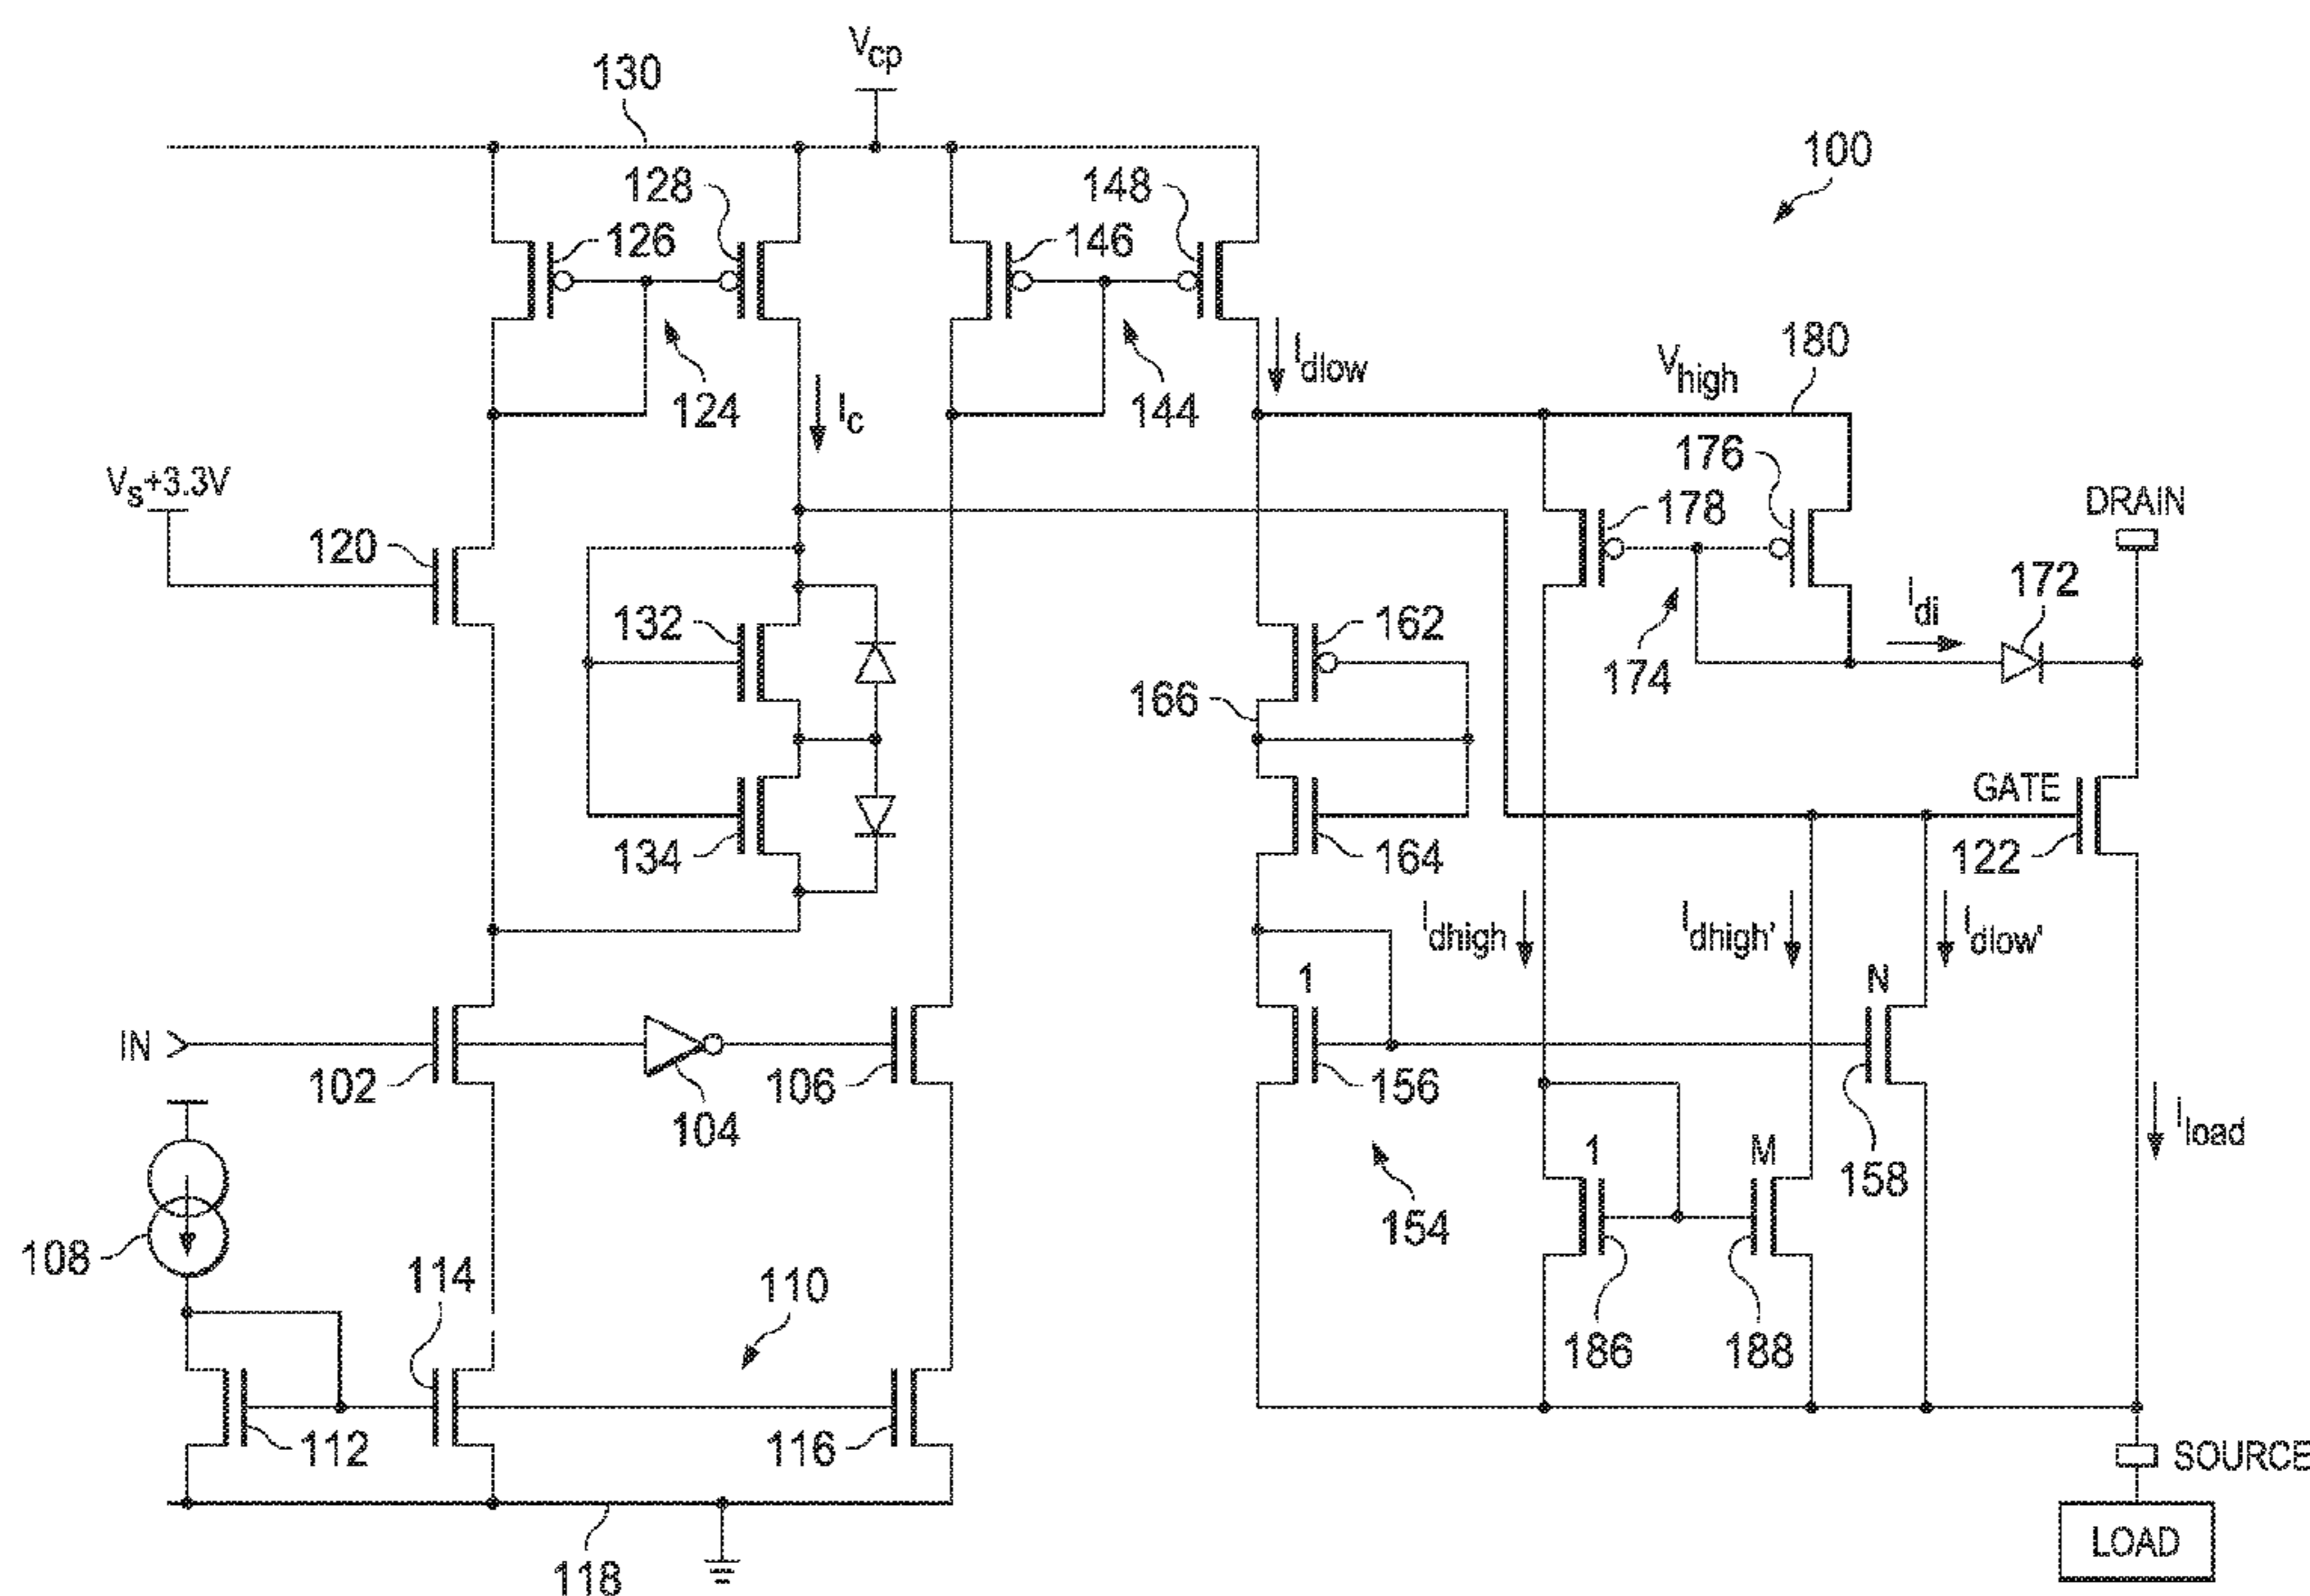 Vcp
130
100
128
148
126
146
Idlow
Vhigh
180
124
Ic
144
176
Vs+3.3V
178
DRAIN
120
172
132
162
Idi
174
166
GATE
134
164
122
Idhigh
Idhigh'
Idlow'
1
N
IN
102
104
106
156
1
M
158
iload
108
114
110
154
186
188
112
116
SOURCE
118
LOAD